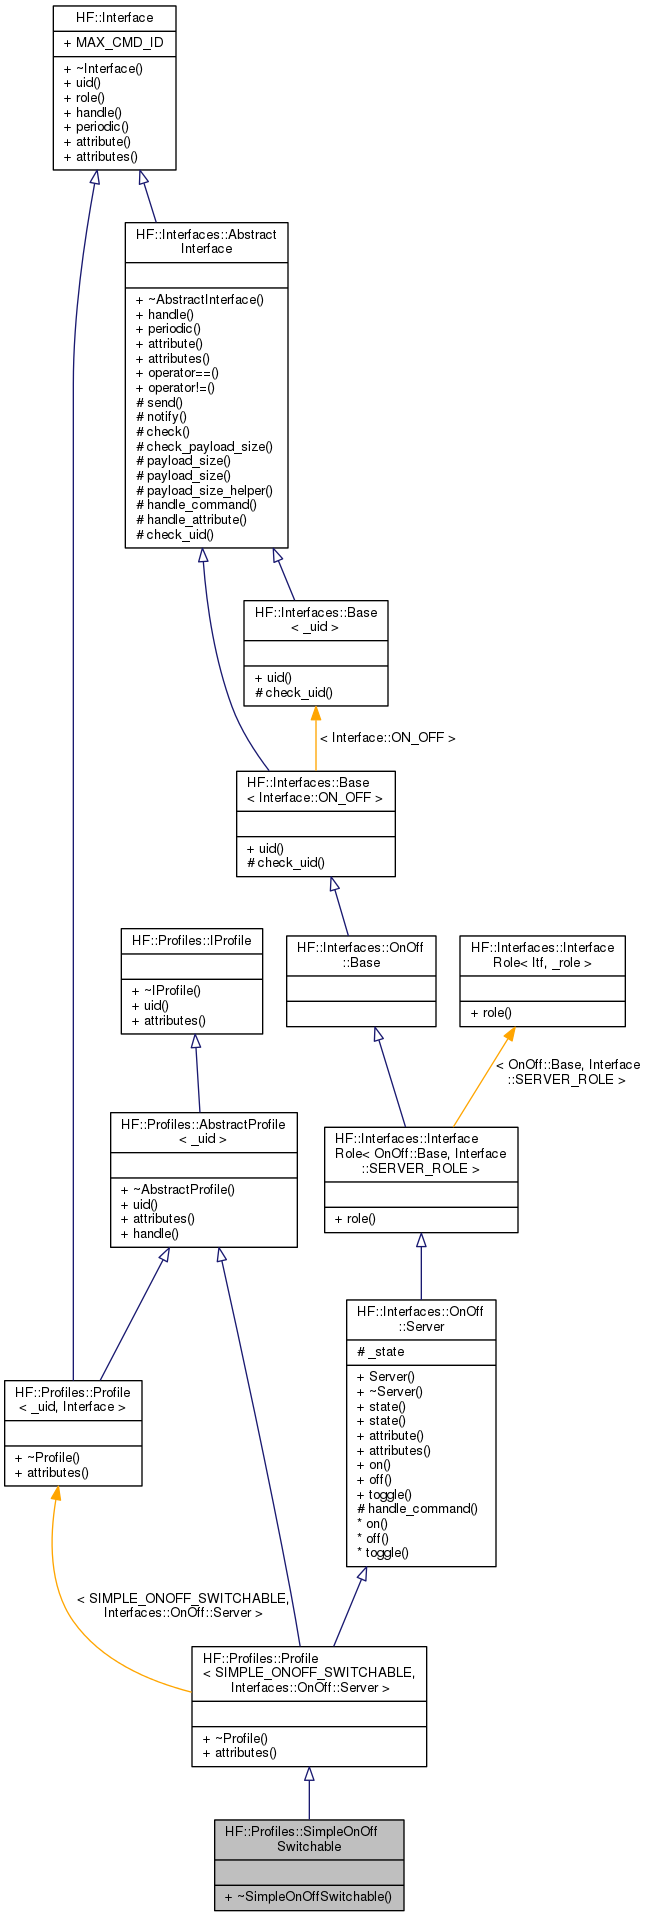 HF::Interface
+ MAX_CMD_ID
+ ~Interface()
+ uid()
+ role()
+ handle()
+ periodic()
+ attribute()
+ attributes()
HF::Interfaces::Abstract
Interface
+ ~AbstractInterface()
+ handle()
+ periodic()
+ attribute()
+ attributes()
+ operator==()
+ operator!=()
# send()
# notify()
# check()
# check_payload_size()
# payload_size()
# payload_size()
# payload_size_helper()
# handle_command()
# handle_attribute()
# check_uid()
HF::Interfaces::Base
< _uid >
+ uid()
# check_uid()
< Interface::ON_OFF >
HF::Interfaces::Base
< Interface::ON_OFF >
+ uid()
# check_uid()
HF::Profiles::IProfile
+ ~IProfile()
+ uid()
+ attributes()
HF::Interfaces::OnOff
::Base
HF::Interfaces::Interface
Role< Itf, _role >
+ role()
< OnOff::Base, Interface
::SERVER_ROLE >
HF::Profiles::AbstractProfile
< _uid >
+ ~AbstractProfile()
+ uid()
+ attributes()
+ handle()
HF::Interfaces::Interface
Role< OnOff::Base, Interface
::SERVER_ROLE >
+ role()
HF::Interfaces::OnOff
::Server
# _state
+ Server()
+ ~Server()
+ state()
+ state()
+ attribute()
+ attributes()
+ on()
+ off()
+ toggle()
# handle_command()
* on()
* off()
* toggle()
HF::Profiles::Profile
< _uid, Interface >
+ ~Profile()
+ attributes()
< SIMPLE_ONOFF_SWITCHABLE,
Interfaces::OnOff::Server >
HF::Profiles::Profile
< SIMPLE_ONOFF_SWITCHABLE,
Interfaces::OnOff::Server >
+ ~Profile()
+ attributes()
HF::Profiles::SimpleOnOff
Switchable
+ ~SimpleOnOffSwitchable()